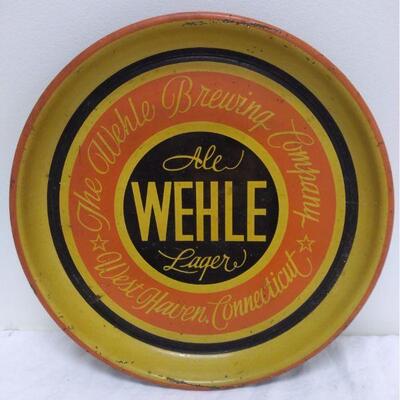 The Wehle Brewing Company
Ale
WEHLE
Lager
West Haven, Connecticut